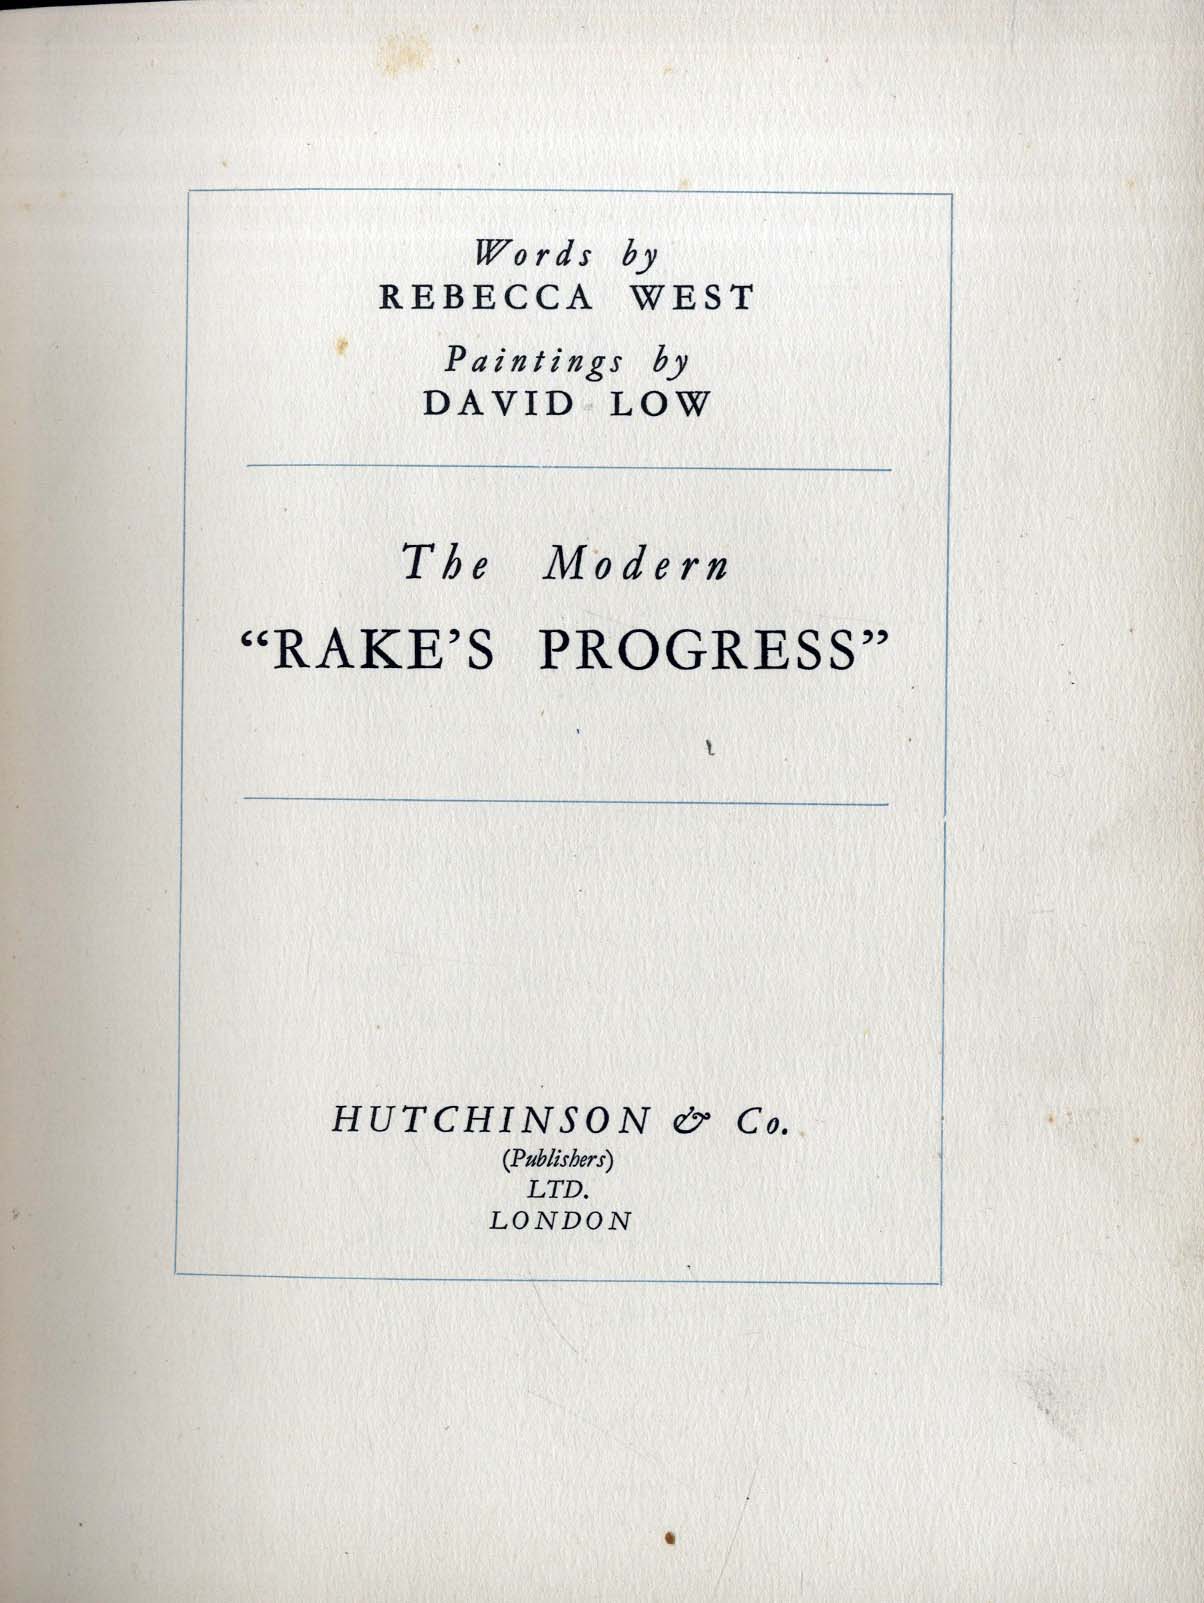 Words by
REBECCA WEST
Paintings by
DAVID LOW
The Modern
“RAKE’S PROGRESS”
HUTCHINSON & Co.
(Publishers)
LTD.
LONDON